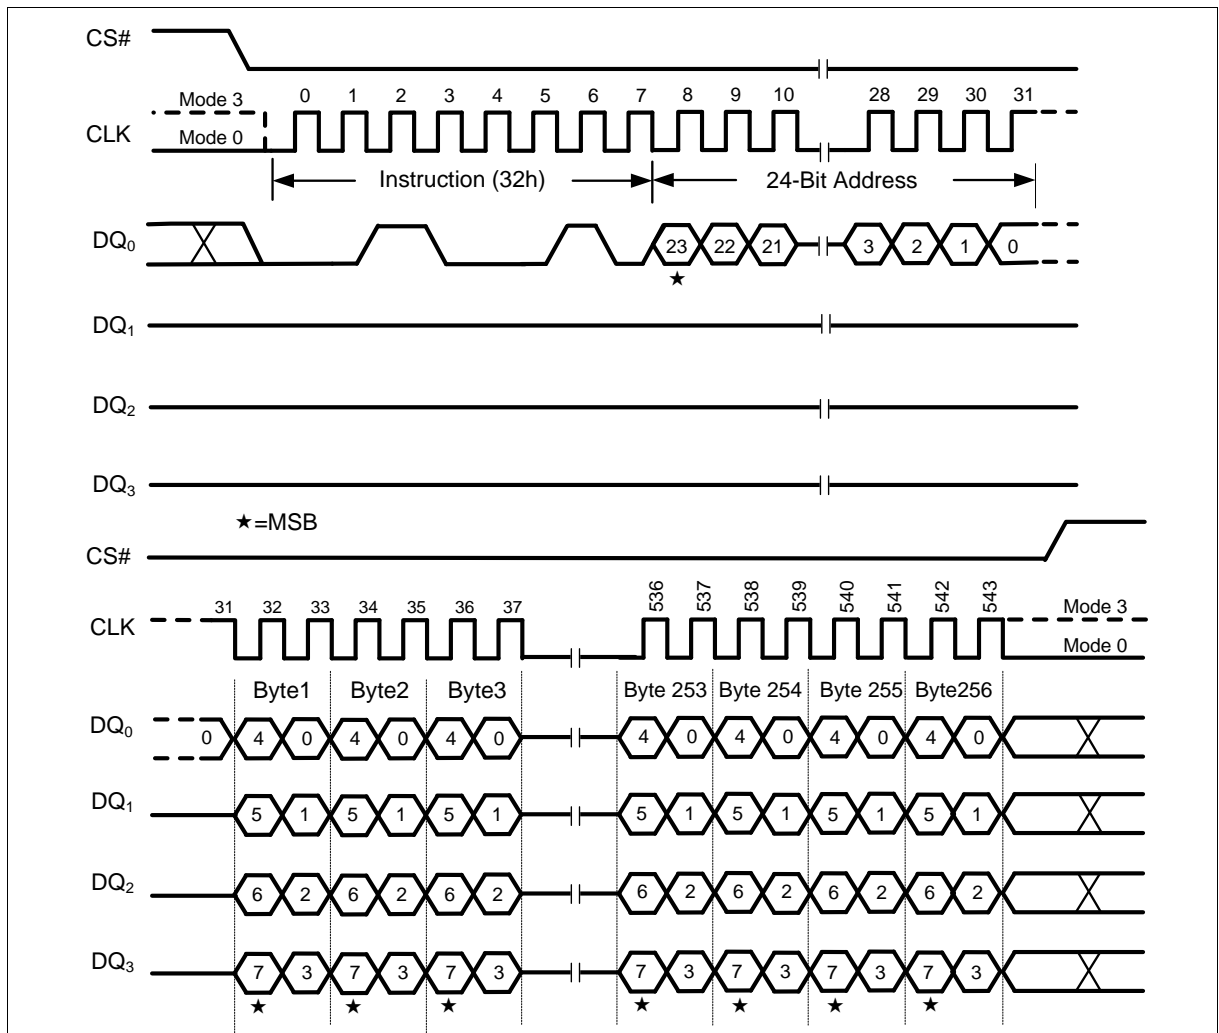 CS#
Mode 3
0 1 2 3 4 5 6 7 8 9 10 28 29 30 31
CLK
Mode 0
Instruction (32h) 24-Bit Address
DQ0
23 22 21 3 2 1 0
★
DQ1
DQ2
DQ3
★=MSB
CS#
31 32 33 34 35 36 37 536 537 538 539 540 541 542 543
Mode 3
CLK
Mode 0
Byte1 Byte2 Byte3 Byte 253 Byte 254 Byte 255 Byte256
DQ0
0 4 0 4 0 4 0 4 0 4 0 4 0 4 0
DQ1
5 1 5 1 5 1 5 1 5 1 5 1 5 1
DQ2
6 2 6 2 6 2 6 2 6 2 6 2 6 2
DQ3
7 3 7 3 7 3 7 3 7 3 7 3 7 3
★ ★ ★ ★ ★ ★ ★